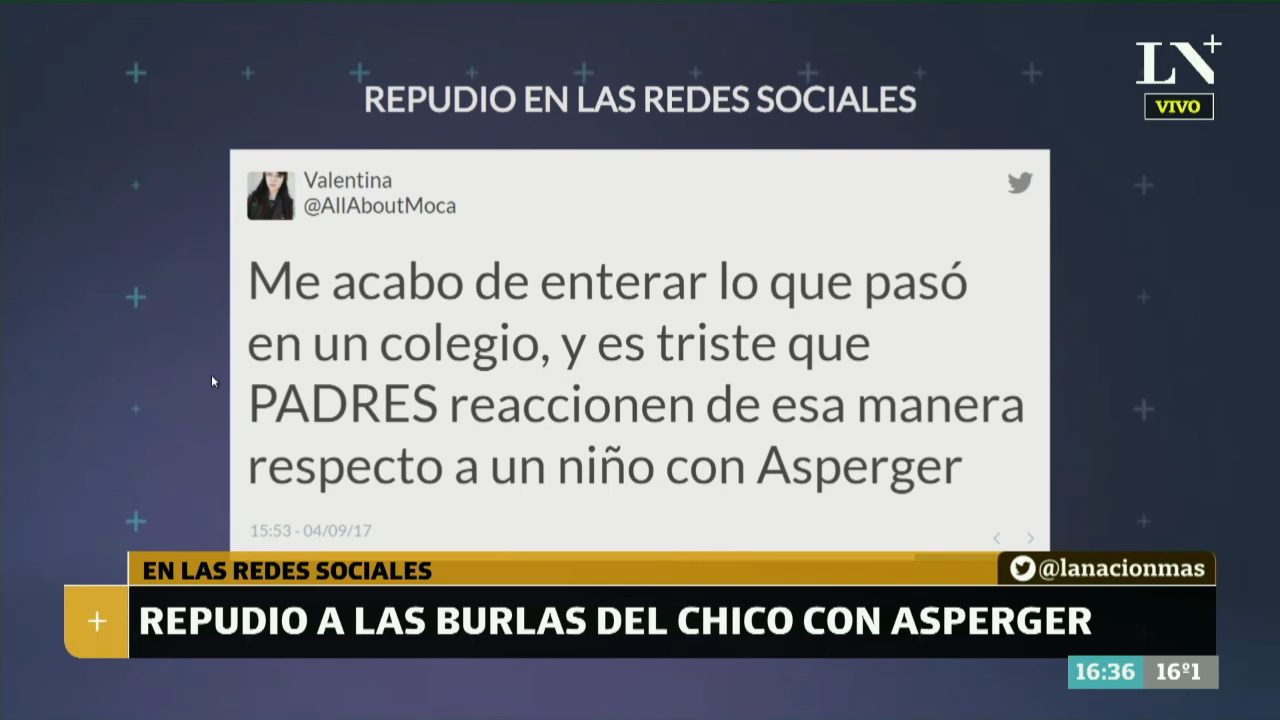 LN+
VIVO
REPUDIO EN LAS REDES SOCIALES
Valentina
@AllAboutMoca
Me acabo de enterar lo que pasó
en un colegio, y es triste que
PADRES reaccionen de esa manera
respecto a un niño con Asperger
15:53 - 04/09/17
EN LAS REDES SOCIALES
@lanacionmas
+ REPUDIO A LAS BURLAS DEL CHICO CON ASPERGER
16:36 16º1